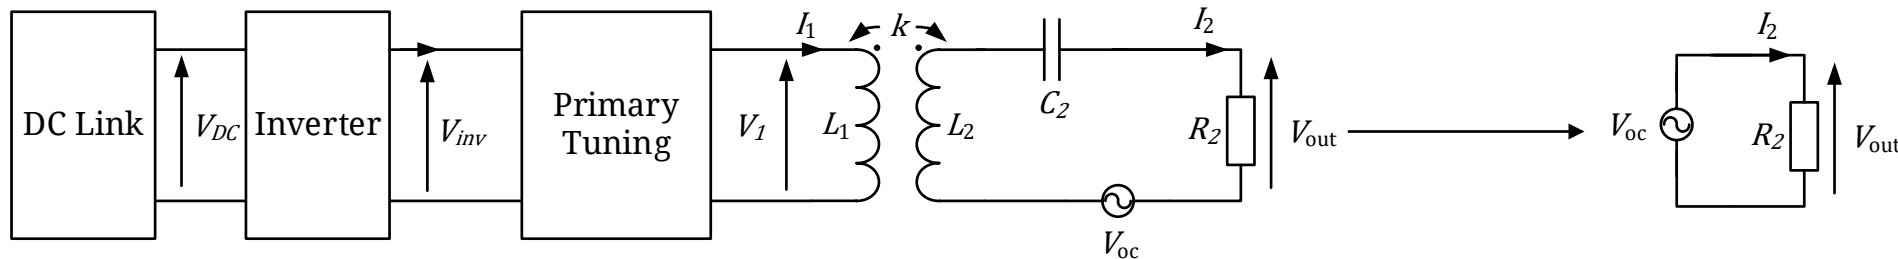 DC Link
V_DC
Inverter
V_inv
Primary
Tuning
I_1
V_1
L_1
k
L_2
C_2
V_oc
I_2
R_2
V_out
V_oc
I_2
R_2
V_out